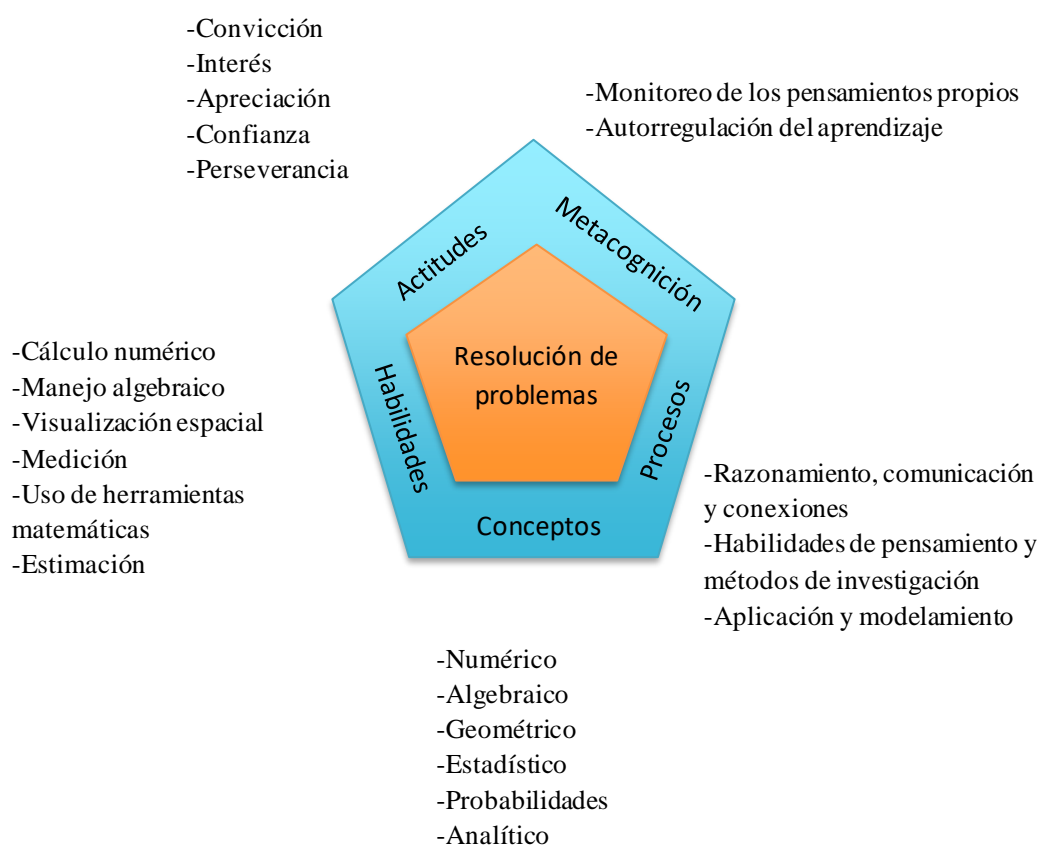 -Convicción
-Interés
-Apreciación
-Confianza
-Perseverancia
-Monitoreo de los pensamientos propios
-Autorregulación del aprendizaje
Actitudes
Metacognición
-Cálculo numérico
-Manejo algebraico
-Visualización espacial
-Medición
-Uso de herramientas
matemáticas
-Estimación
Habilidades
Resolución de
problemas
Procesos
-Razonamiento, comunicación
y conexiones
-Habilidades de pensamiento y
métodos de investigación
-Aplicación y modelamiento
Conceptos
-Numérico
-Algebraico
-Geométrico
-Estadístico
-Probabilidades
-Analítico